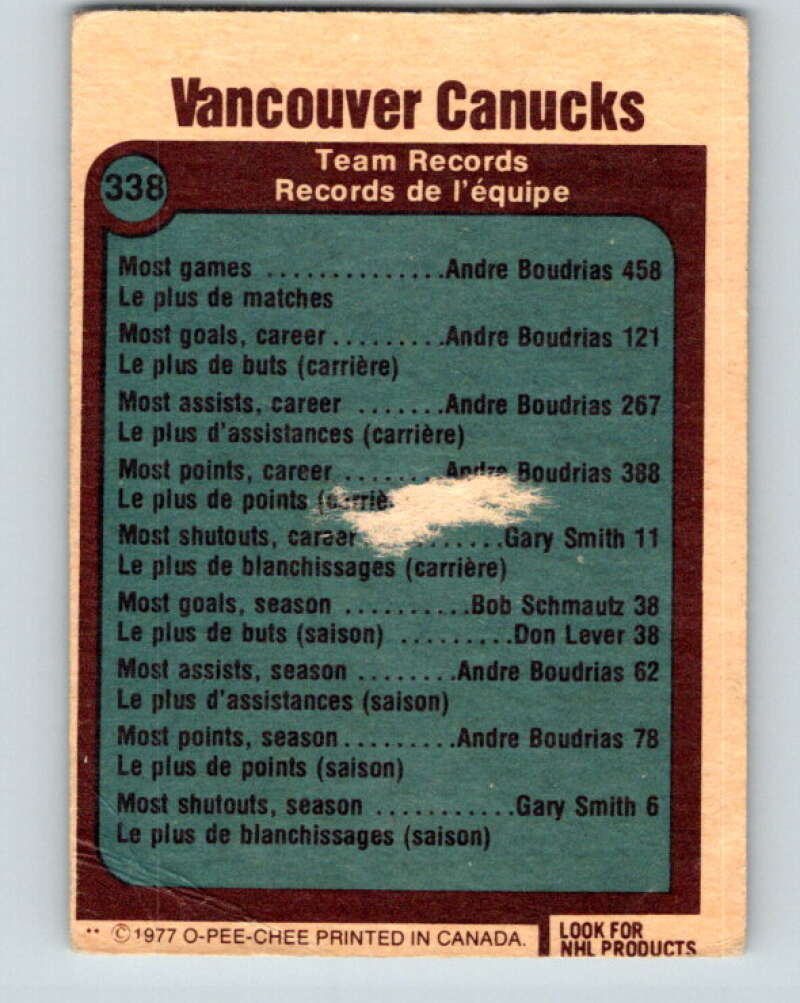 Vancouver Canucks
338
Team Records
Records de l'équipe
Most games ..............Andre Boudrias 458
Le plus de matches
Most goals, career.........Andre Boudrias 121
Le plus de buts (carrière)
Most assists, career .......Andre Boudrias 267
Le plus d'assistances (carrière)
Most points, career ........Andre Boudrias 388
Le plus de points (carriè
Most shutouts, career .......Gary Smith 11
Le plus de blanchissages (carrière)
Most goals, season ..........Bob Schmautz 38
Le plus de buts (saison) .........Don Lever 38
Most assists, season ........Andre Boudrias 62
Le plus d'assistances (saison)
Most points, season.........Andre Boudrias 78
Le plus de points (saison)
Most shutouts, season ...........Gary Smith 6
Le plus de blanchissages (saison)
** ©1977 O-PEE-CHEE PRINTED IN CANADA.
LOOK FOR
NHL PRODUCTS